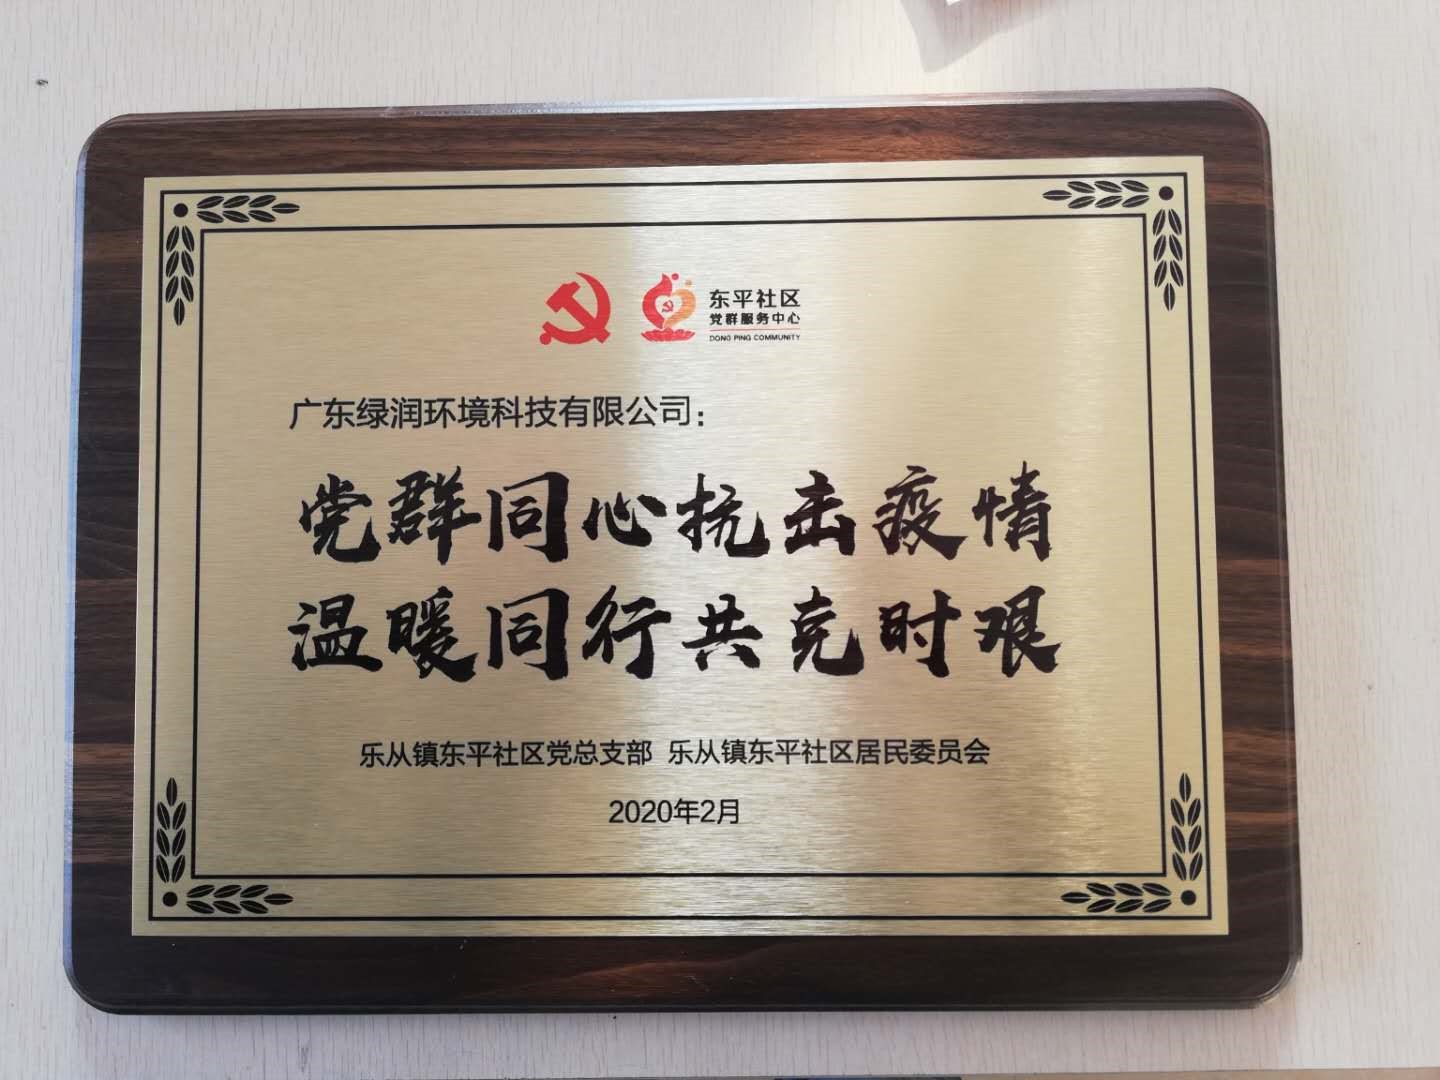 东平社区
党群服务中心
DONG PING COMMUNITY
广东绿润环境科技有限公司：
党群同心抗击疫情
温暖同行共克时艰
乐从镇东平社区党总支部 乐从镇东平社区居民委员会
2020年2月